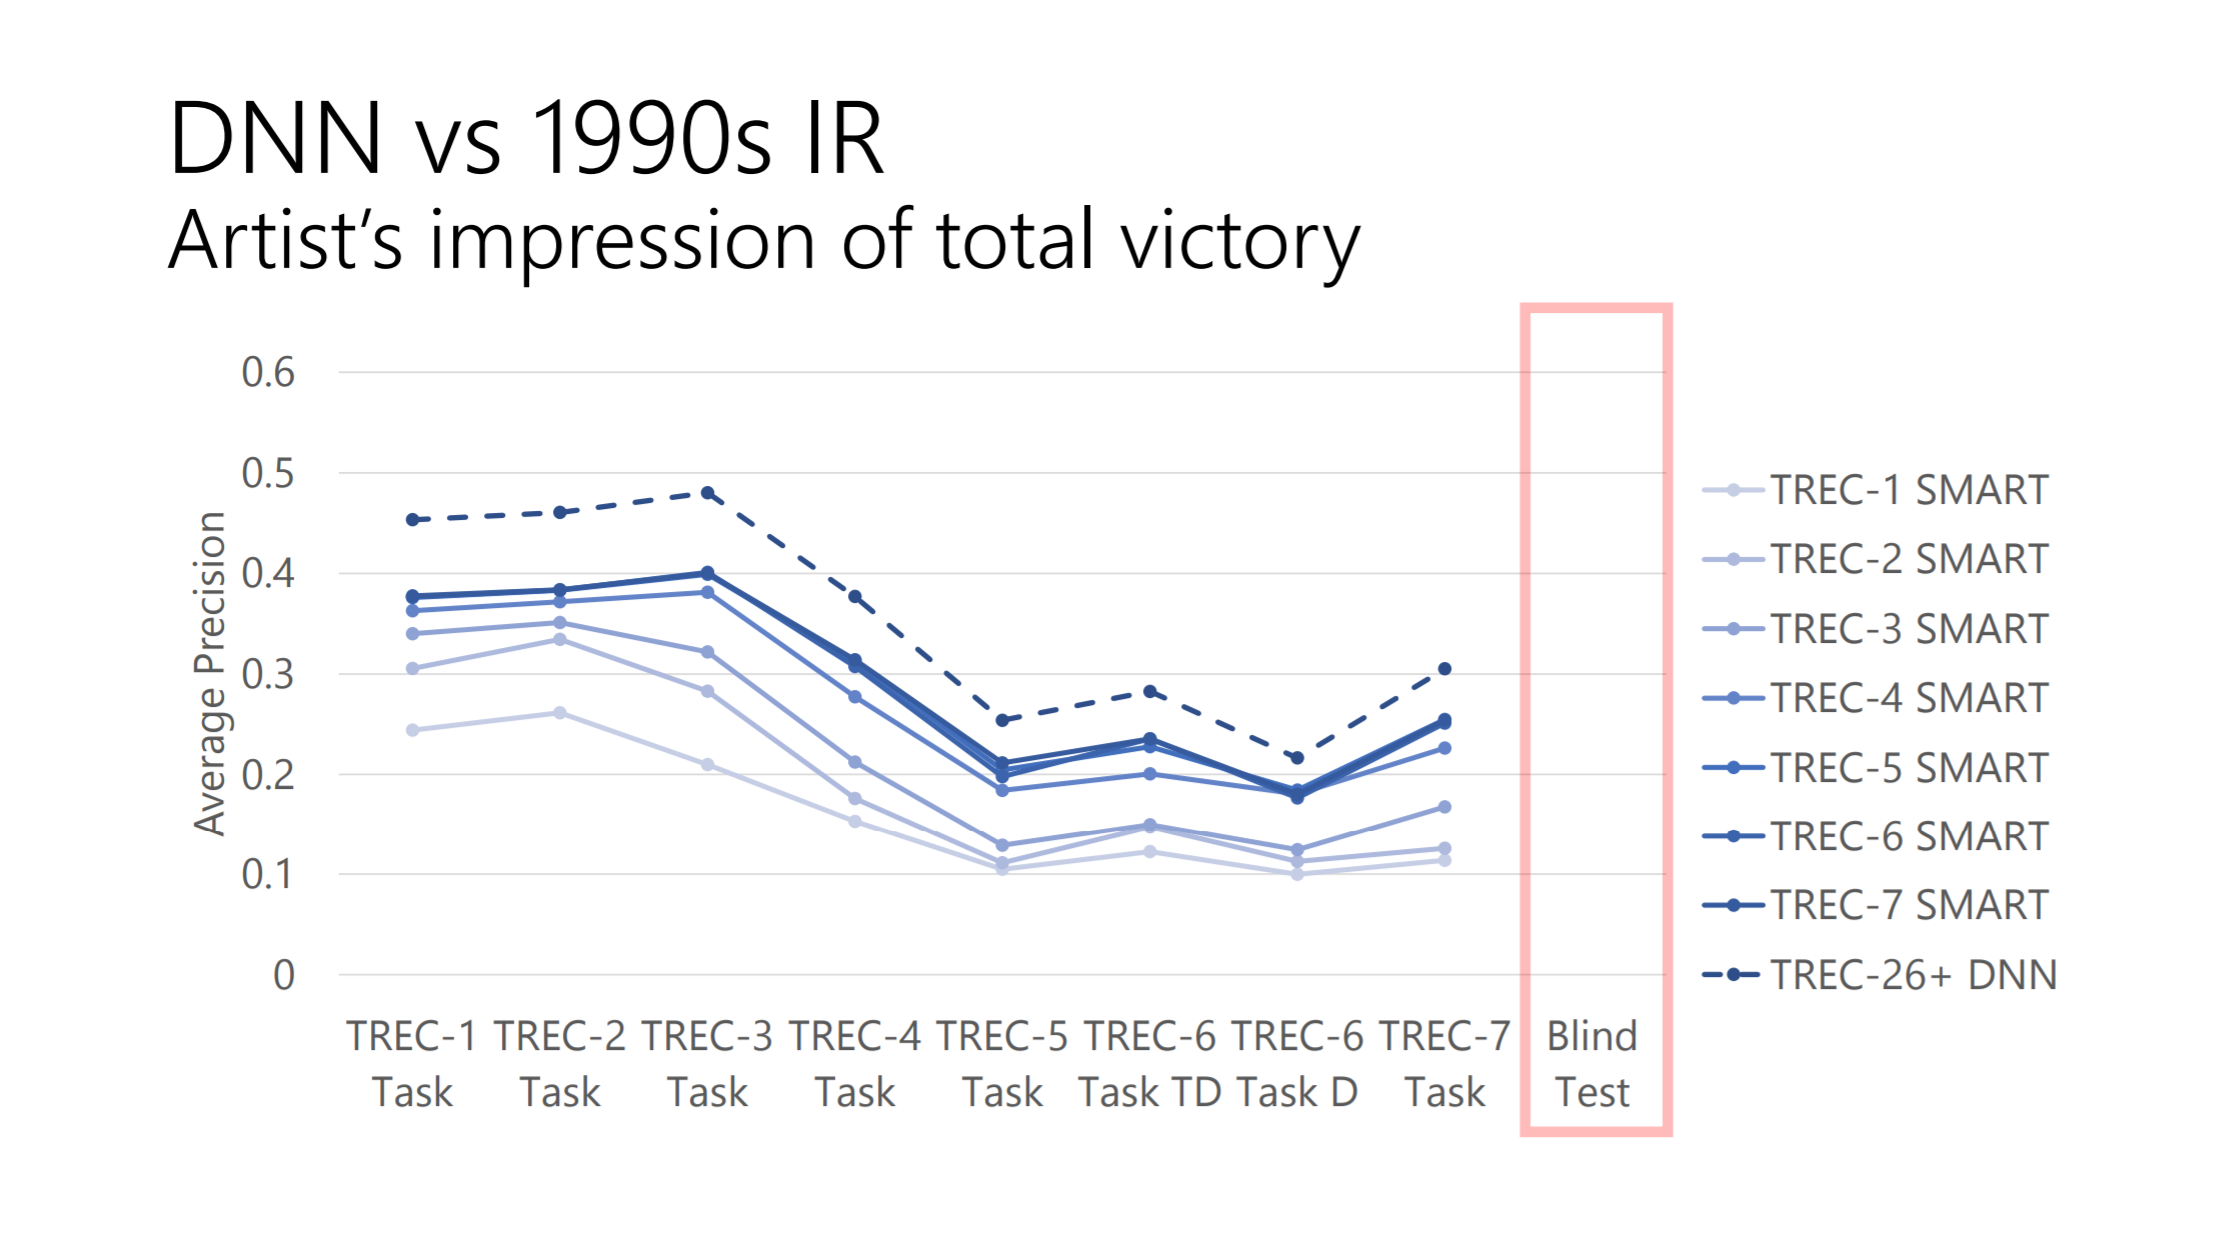 DNN vs 1990s IR
Artist's impression of total victory
0.6
0.5
0.4
0.3
0.2
0.1
0
Average Precision
TREC-1 Task
TREC-2 Task
TREC-3 Task
TREC-4 Task
TREC-5 Task
TREC-6 Task TD
TREC-6 Task D
TREC-7 Task
Blind Test
TREC-1 SMART
TREC-2 SMART
TREC-3 SMART
TREC-4 SMART
TREC-5 SMART
TREC-6 SMART
TREC-7 SMART
TREC-26+ DNN